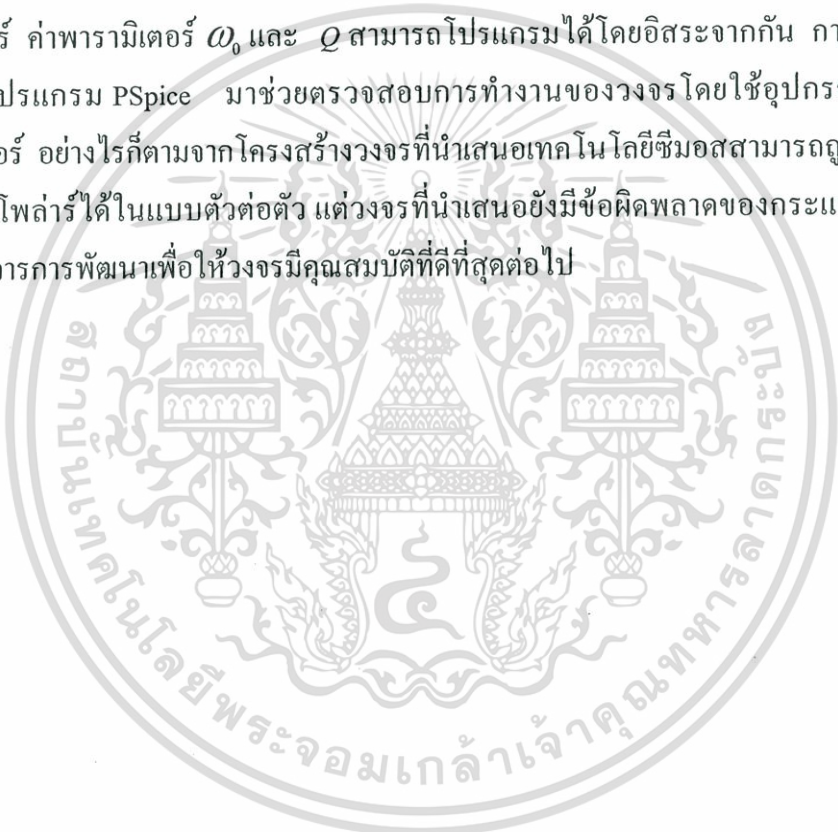 ร์ ค่าพารามิเตอร์ ω₀ และ Q สามารถโปรแกรมได้โดยอิสระจากกัน กา
ปรแกรม PSpice มาช่วยตรวจสอบการทำงานของวงจรโดยใช้อุปกร
อร์ อย่างไรก็ตามจากโครงสร้างวงจรที่นำเสนอเทคโนโลยีซีมอสสามารถถู
โพล่าร์ได้ในแบบตัวต่อตัว แต่วงจรที่นำเสนอยังมีข้อผิดพลาดของกระแ
ารการพัฒนาเพื่อให้วงจรมีคุณสมบัติที่ดีที่สุดต่อไป
สถาบันเทคโนโลยีพระจอมเกล้าเจ้าคุณทหารลาดกระบัง